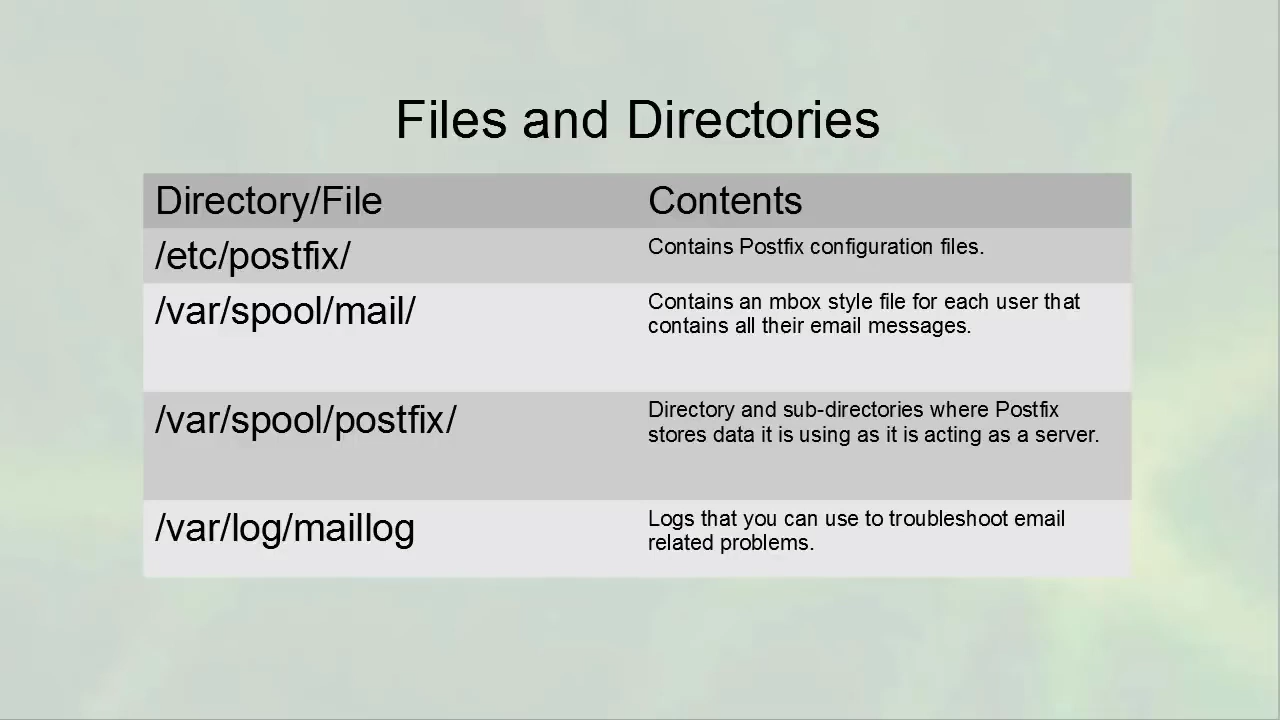 Files and Directories
Directory/File
Contents
/etc/postfix/
Contains Postfix configuration files.
/var/spool/mail/
Contains an mbox style file for each user that
contains all their email messages.
/var/spool/postfix/
Directory and sub-directories where Postfix
stores data it is using as it is acting as a server.
/var/log/maillog
Logs that you can use to troubleshoot email
related problems.